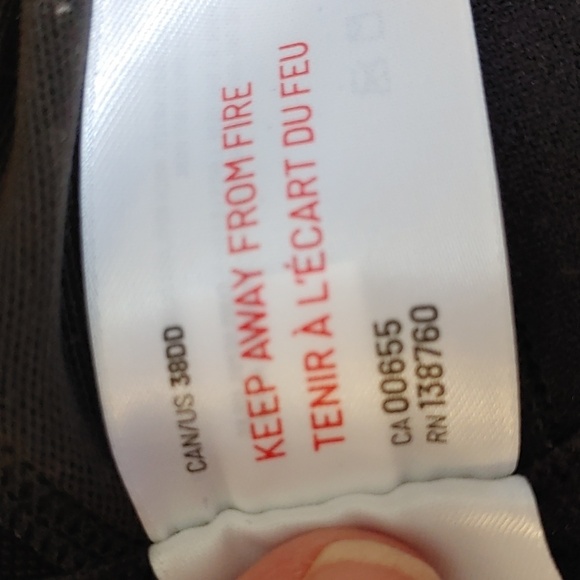 CAN/US 38DD
KEEP AWAY FROM FIRE
TENIR À L'ÉCART DU FEU
CA 00655
RN 138760